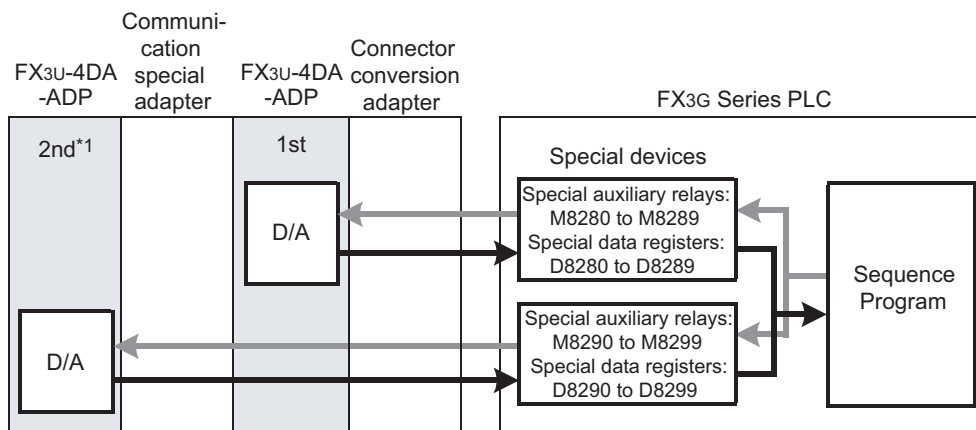 FX3U-4DA
-ADP
Communi-
cation
special
adapter
FX3U-4DA
-ADP
Connector
conversion
adapter
FX3G Series PLC
2nd*1
1st
Special devices
D/A
Special auxiliary relays:
M8280 to M8289
Special data registers:
D8280 to D8289
Sequence
Program
D/A
Special auxiliary relays:
M8290 to M8299
Special data registers:
D8290 to D8299